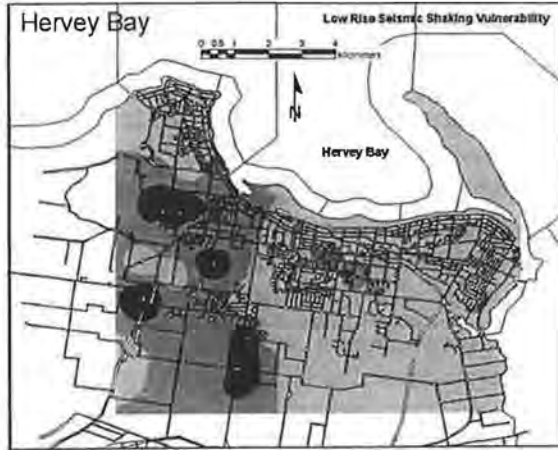 Hervey Bay
Low Rise Seismic Shaking Vulnerability
0 0.5 1 2 3 4
kilometers
N
Hervey Bay